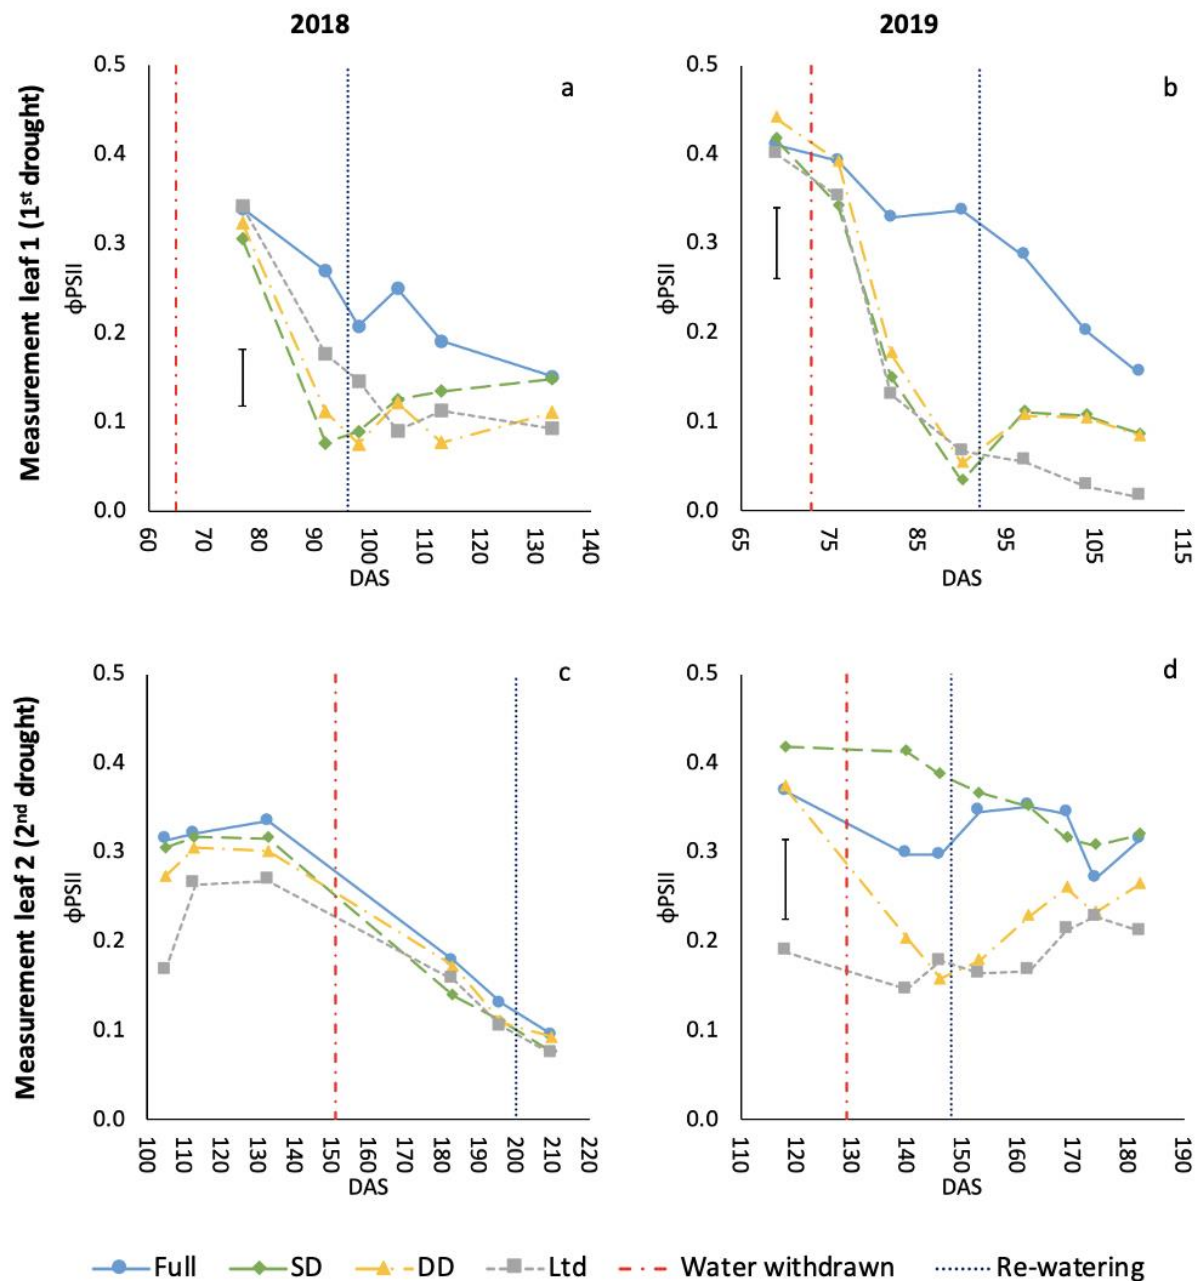 2018 2019
Measurement leaf 1 (1st drought)
a
0.5
0.4
0.3
0.2
0.1
0.0
ϕPSII
60 70 80 90 100 110 120 130 140
DAS
b
0.5
0.4
0.3
0.2
0.1
0.0
ϕPSII
65 75 85 95 105 115
DAS
Measurement leaf 2 (2nd drought)
c
0.5
0.4
0.3
0.2
0.1
0.0
ϕPSII
100 110 120 130 140 150 160 170 180 190 200 210 220
DAS
d
0.5
0.4
0.3
0.2
0.1
0.0
ϕPSII
110 120 130 140 150 160 170 180 190
DAS
Full SD DD Ltd Water withdrawn Re-watering